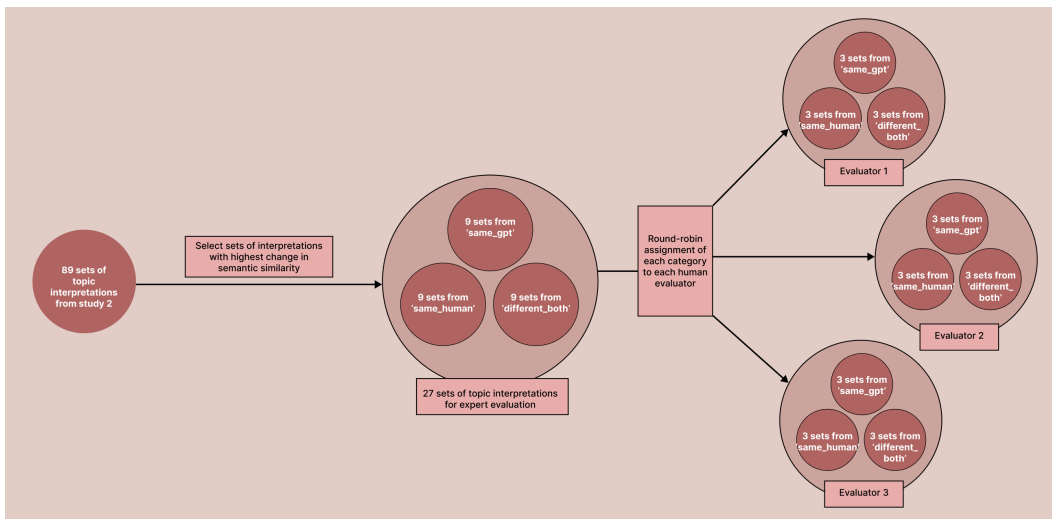 89 sets of
topic
interpretations
from study 2
Select sets of interpretations
with highest change in
semantic similarity
9 sets from
'same_gpt'
9 sets from
'same_human'
9 sets from
'different_both'
27 sets of topic interpretations
for expert evaluation
Round-robin
assignment of
each category
to each human
evaluator
3 sets from
'same_gpt'
3 sets from
'same_human'
3 sets from
'different_
both'
Evaluator 1
3 sets from
'same_gpt'
3 sets from
'same_human'
3 sets from
'different_
both'
Evaluator 2
3 sets from
'same_gpt'
3 sets from
'same_human'
3 sets from
'different_
both'
Evaluator 3